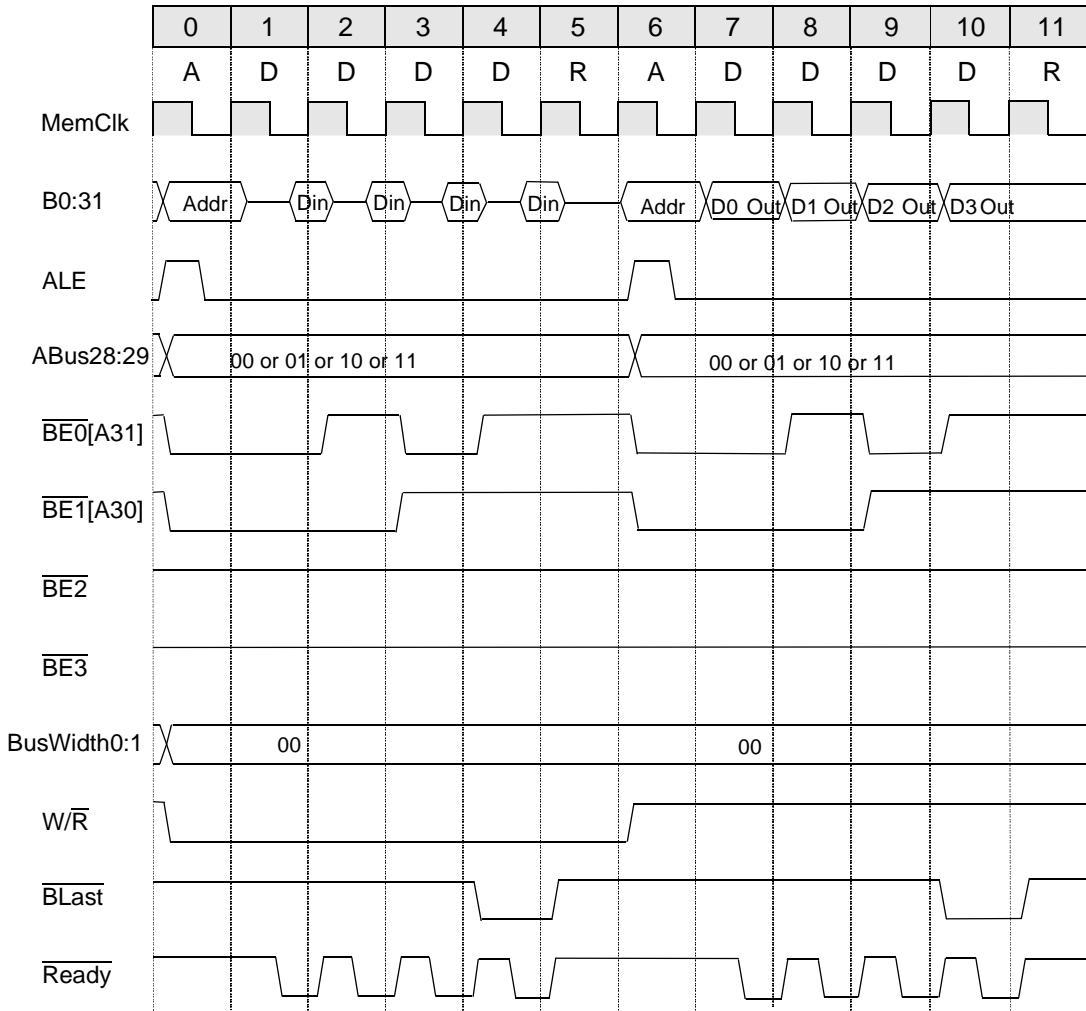 0 1 2 3 4 5 6 7 8 9 10 11
A D D D D R A D D D D R
MemClk
B0:31 Addr Din Din Din Din Addr D0 Out D1 Out D2 Out D3 Out
ALE
ABus28:29 00 or 01 or 10 or 11 00 or 01 or 10 or 11
BE0[A31]
BE1[A30]
BE2
BE3
BusWidth0:1 00 00
W/R
BLast
Ready